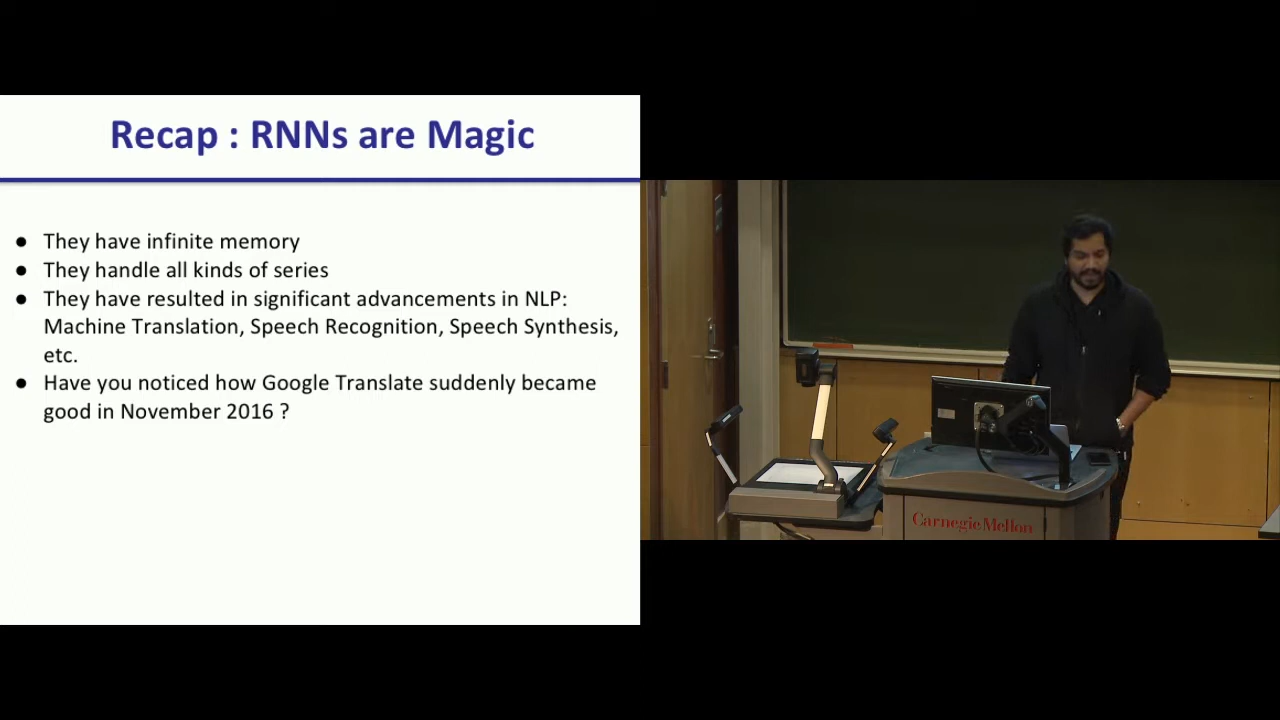 Recap : RNNs are Magic
● They have infinite memory
● They handle all kinds of series
● They have resulted in significant advancements in NLP:
Machine Translation, Speech Recognition, Speech Synthesis,
etc.
● Have you noticed how Google Translate suddenly became
good in November 2016 ?
Carnegie Mellon